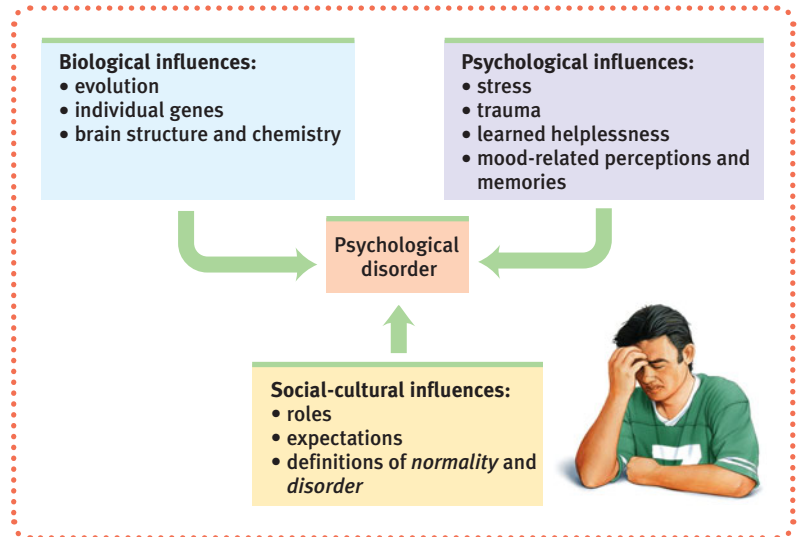 Biological influences:
• evolution
• individual genes
• brain structure and chemistry
Psychological influences:
• stress
• trauma
• learned helplessness
• mood-related perceptions and
memories
Psychological
disorder
Social-cultural influences:
• roles
• expectations
• definitions of normality and
disorder